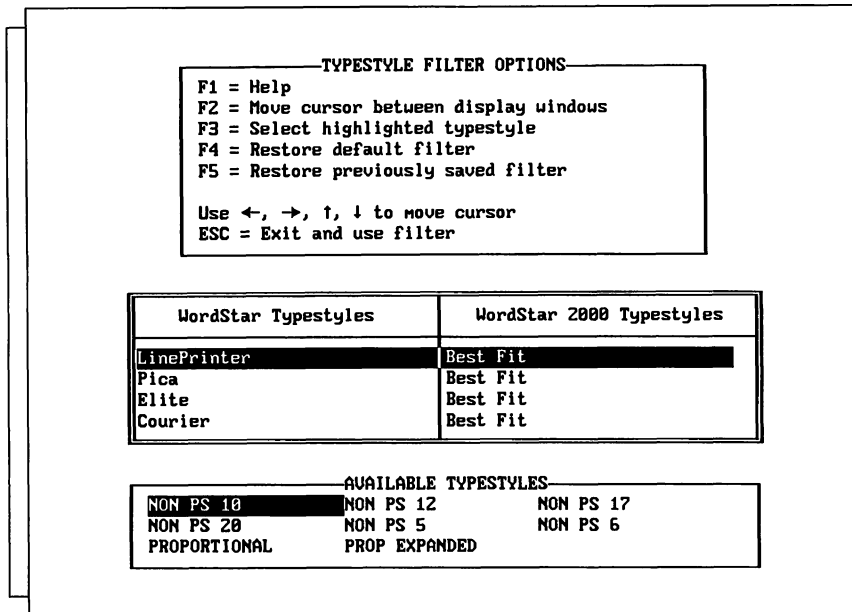 TYPESTYLE FILTER OPTIONS
F1 = Help
F2 = Move cursor between display windows
F3 = Select highlighted typestyle
F4 = Restore default filter
F5 = Restore previously saved filter
Use ←, →, ↑, ↓ to move cursor
ESC = Exit and use filter
WordStar Typestyles WordStar 2000 Typestyles
LinePrinter Best Fit
Pica Best Fit
Elite Best Fit
Courier Best Fit
AVAILABLE TYPESTYLES
NON PS 10 NON PS 12 NON PS 17
NON PS 20 NON PS 5 NON PS 6
PROPORTIONAL PROP EXPANDED